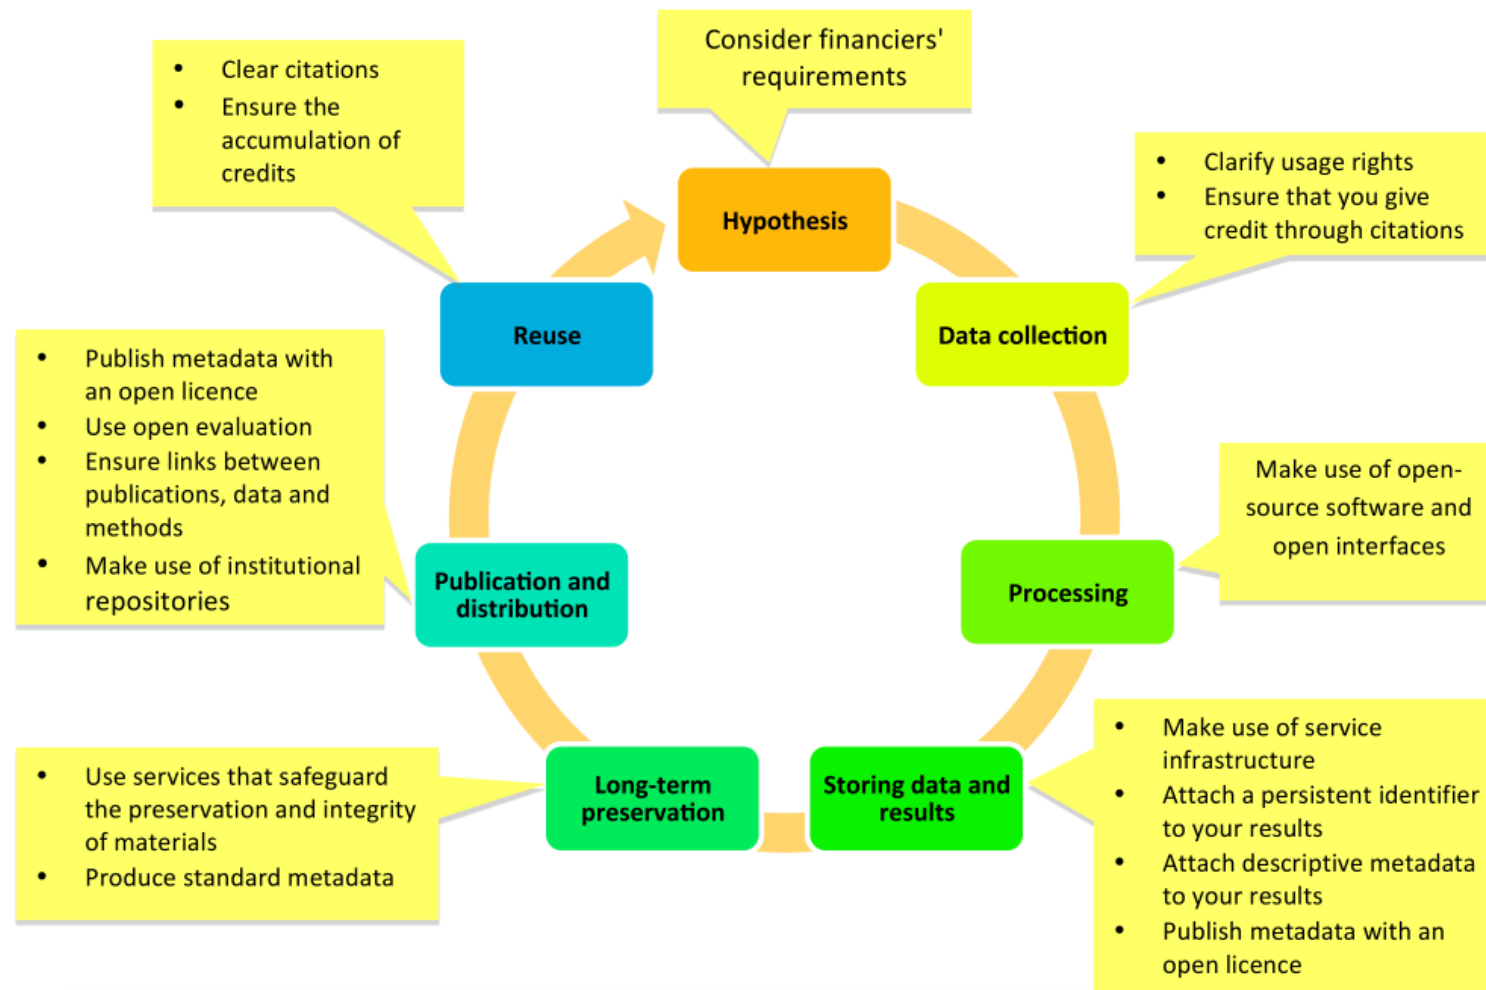 Consider financiers'
requirements
• Clear citations
• Ensure the
accumulation of
credits
Hypothesis
• Clarify usage rights
• Ensure that you give
credit through citations
Reuse
Data collection
• Publish metadata with
an open licence
• Use open evaluation
• Ensure links between
publications, data and
methods
• Make use of institutional
repositories
Make use of open-
source software and
open interfaces
Publication and
distribution
Processing
• Use services that safeguard
the preservation and integrity
of materials
• Produce standard metadata
Long-term
preservation
Storing data and
results
• Make use of service
infrastructure
• Attach a persistent identifier
to your results
• Attach descriptive metadata
to your results
• Publish metadata with an
open licence